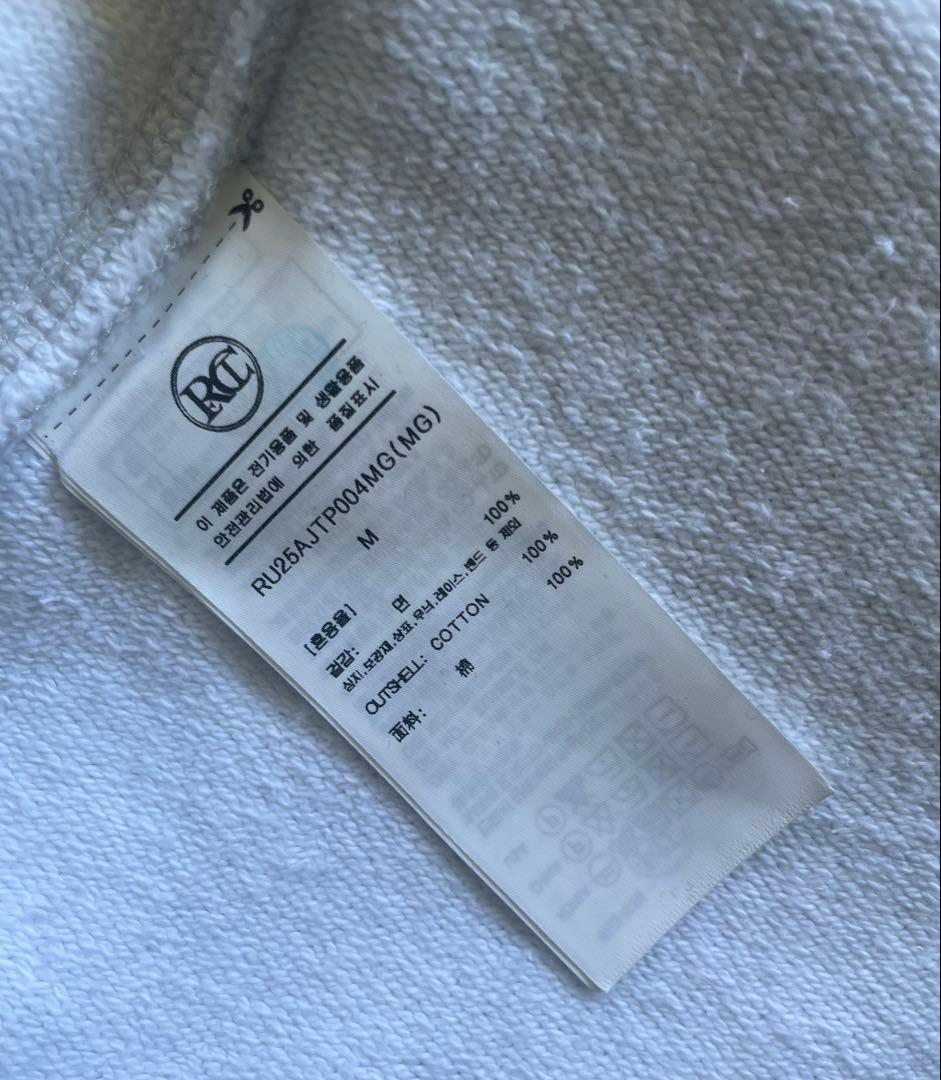 RCT
이 제품은 전기용품 및 생활용품
안전관리법에 의한 품질표시
RU25AJTP004MG(MG)
M
[혼용율]
겉감: 면 100%
심지,보강재,상표,무늬,레이스,밴드 등 제외
OUTSHELL: COTTON 100%
面料: 棉 100%